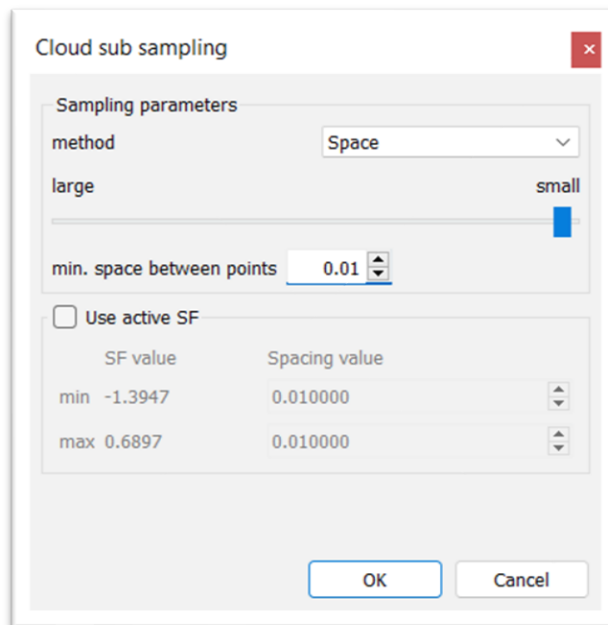 Cloud sub sampling
Sampling parameters
method Space
large small
min. space between points 0.01
Use active SF
SF value Spacing value
min -1.3947 0.010000
max 0.6897 0.010000
OK Cancel